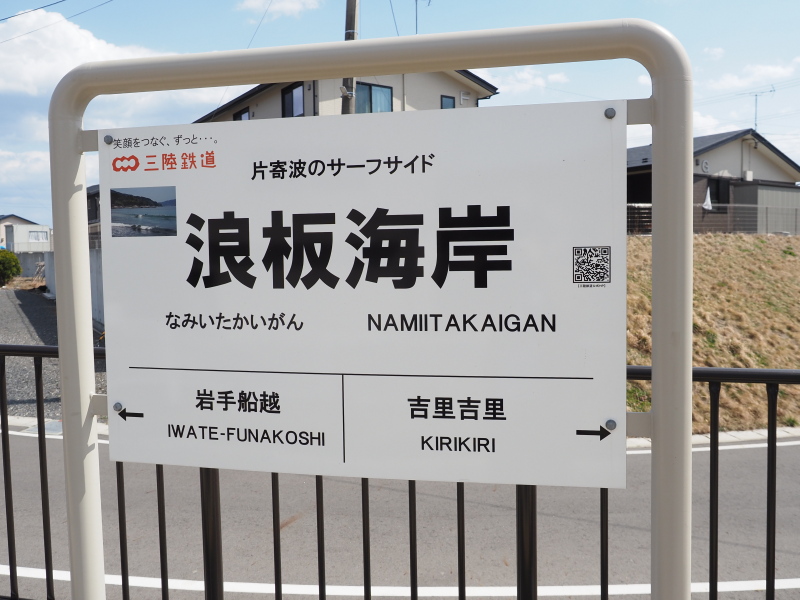 笑顔をつなぐ、ずっと・・・。
三陸鉄道
片寄波のサーフサイド
浪板海岸
なみいたかいがん NAMIITAKAIGAN
岩手船越
IWATE-FUNAKOSHI
吉里吉里
KIRIKIRI